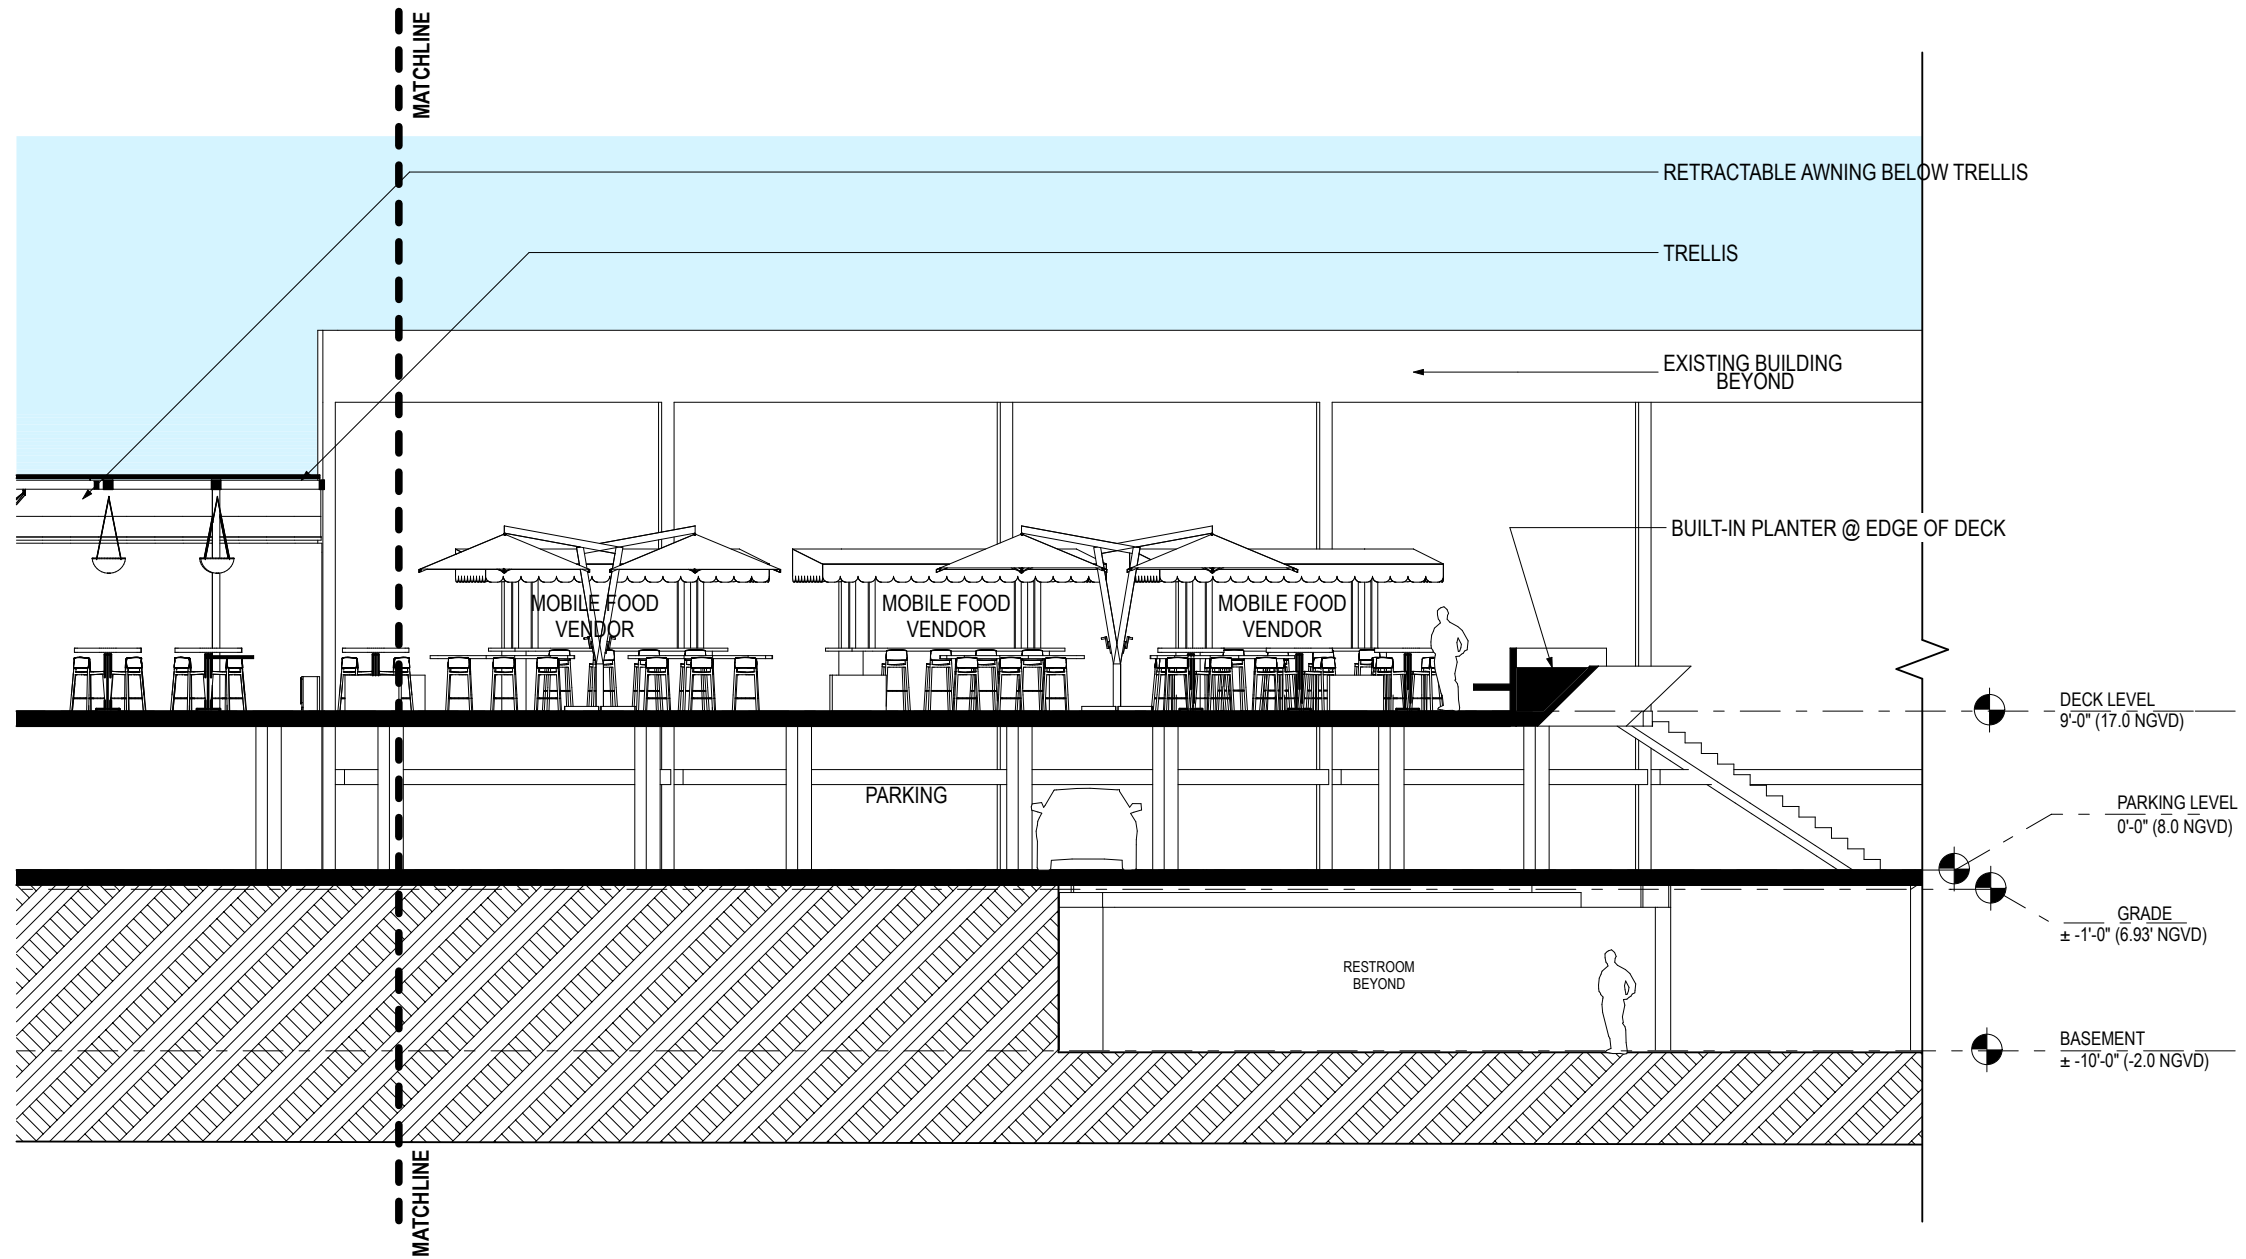 MATCHLINE
RETRACTABLE AWNING BELOW TRELLIS
TRELLIS
EXISTING BUILDING
BEYOND
BUILT-IN PLANTER @ EDGE OF DECK
MOBILE FOOD
VENDOR
MOBILE FOOD
VENDOR
MOBILE FOOD
VENDOR
DECK LEVEL
9'-0" (17.0 NGVD)
PARKING
PARKING LEVEL
0'-0" (8.0 NGVD)
GRADE
± -1'-0" (6.93' NGVD)
RESTROOM
BEYOND
BASEMENT
± -10'-0" (-2.0 NGVD)
MATCHLINE